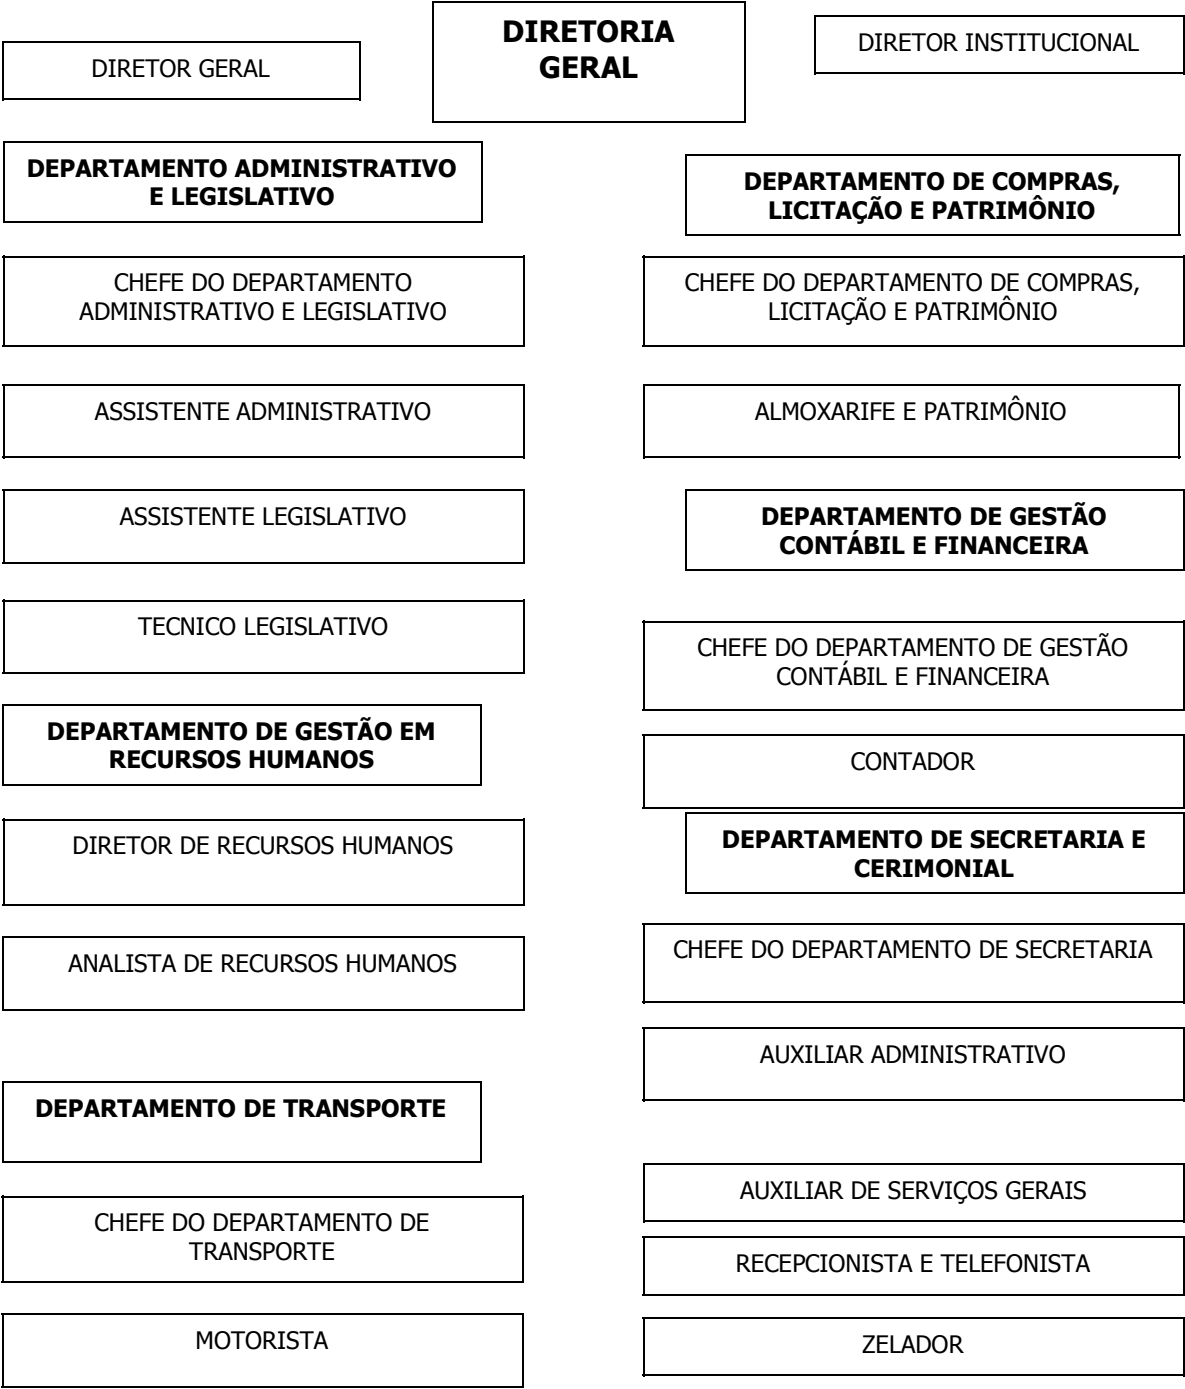 DIRETORIA
GERAL
DIRETOR GERAL
DIRETOR INSTITUCIONAL
DEPARTAMENTO ADMINISTRATIVO
E LEGISLATIVO
CHEFE DO DEPARTAMENTO
ADMINISTRATIVO E LEGISLATIVO
ASSISTENTE ADMINISTRATIVO
ASSISTENTE LEGISLATIVO
TECNICO LEGISLATIVO
DEPARTAMENTO DE GESTÃO EM
RECURSOS HUMANOS
DIRETOR DE RECURSOS HUMANOS
ANALISTA DE RECURSOS HUMANOS
DEPARTAMENTO DE TRANSPORTE
CHEFE DO DEPARTAMENTO DE
TRANSPORTE
MOTORISTA
DEPARTAMENTO DE COMPRAS,
LICITAÇÃO E PATRIMÔNIO
CHEFE DO DEPARTAMENTO DE COMPRAS,
LICITAÇÃO E PATRIMÔNIO
ALMOXARIFE E PATRIMÔNIO
DEPARTAMENTO DE GESTÃO
CONTÁBIL E FINANCEIRA
CHEFE DO DEPARTAMENTO DE GESTÃO
CONTÁBIL E FINANCEIRA
CONTADOR
DEPARTAMENTO DE SECRETARIA E
CERIMONIAL
CHEFE DO DEPARTAMENTO DE SECRETARIA
AUXILIAR ADMINISTRATIVO
AUXILIAR DE SERVIÇOS GERAIS
RECEPCIONISTA E TELEFONISTA
ZELADOR